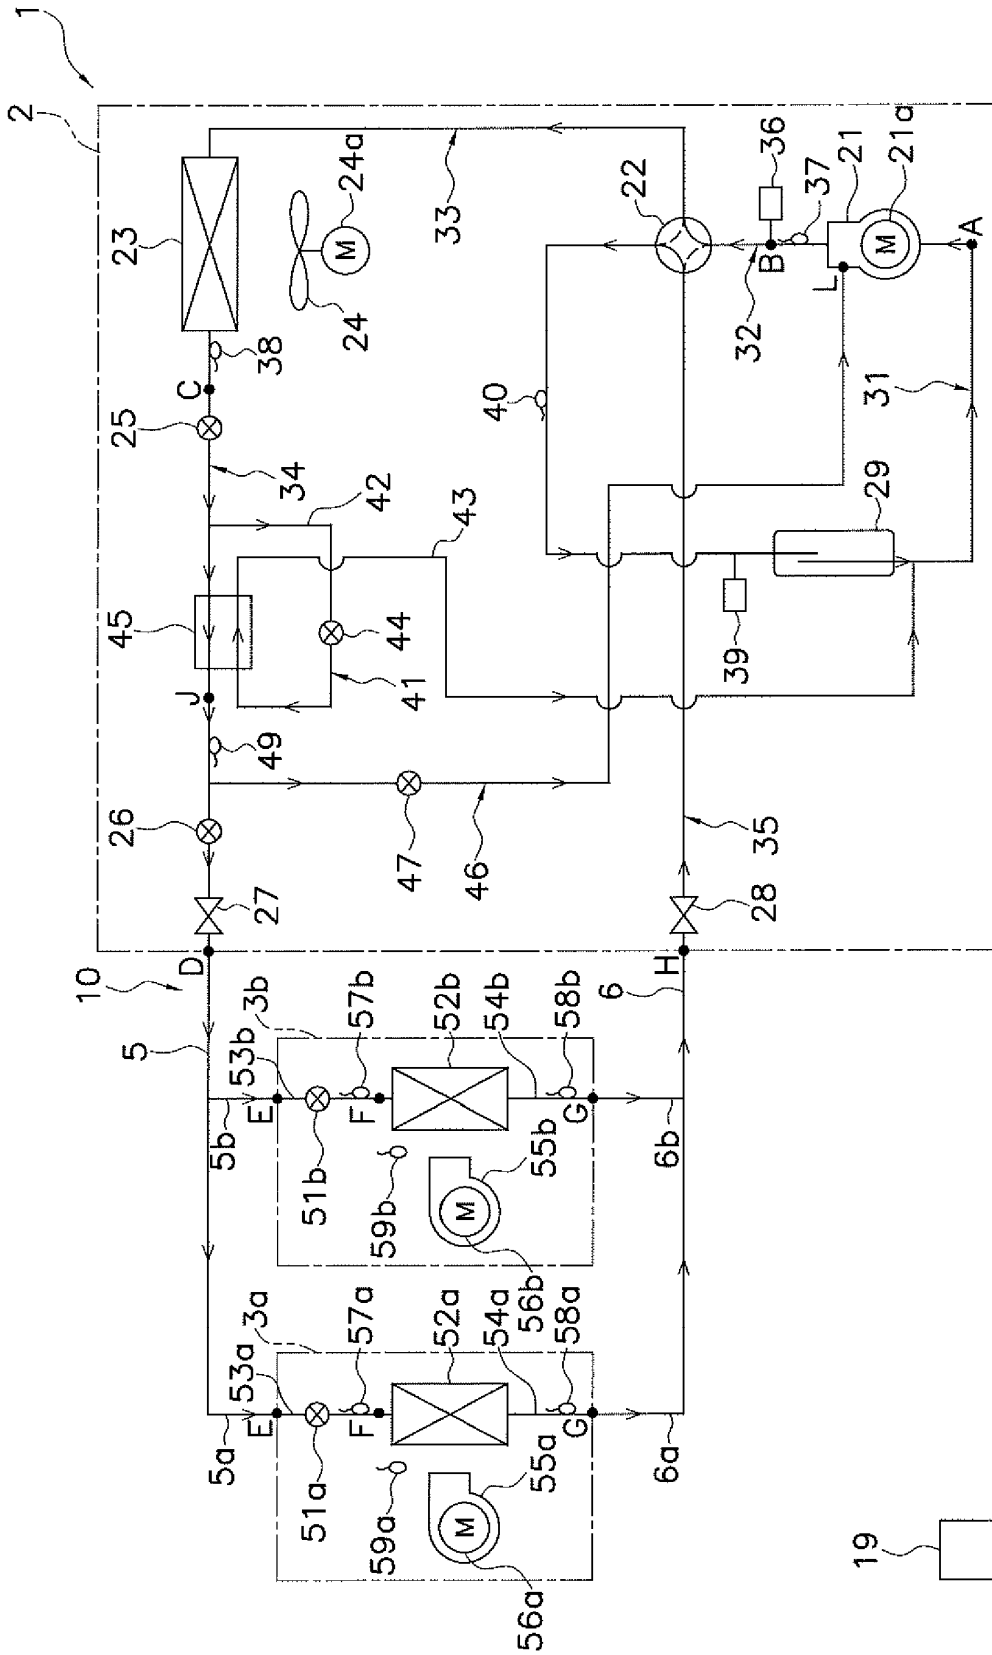 1
2
23
24a
M
24
33
22
36
37
21
21a
M
A
B
L
32
31
38
C
25
34
42
43
40
29
45
44
41
39
J
49
26
47
46
35
27
28
D
H
10
5
6
3b
53b
57b
52b
54b
58b
E
F
G
5b
51b
59b
M
55b
56b
6b
3a
53a
57a
52a
54a
58a
E
F
G
5a
51a
59a
M
55a
56a
6a
19